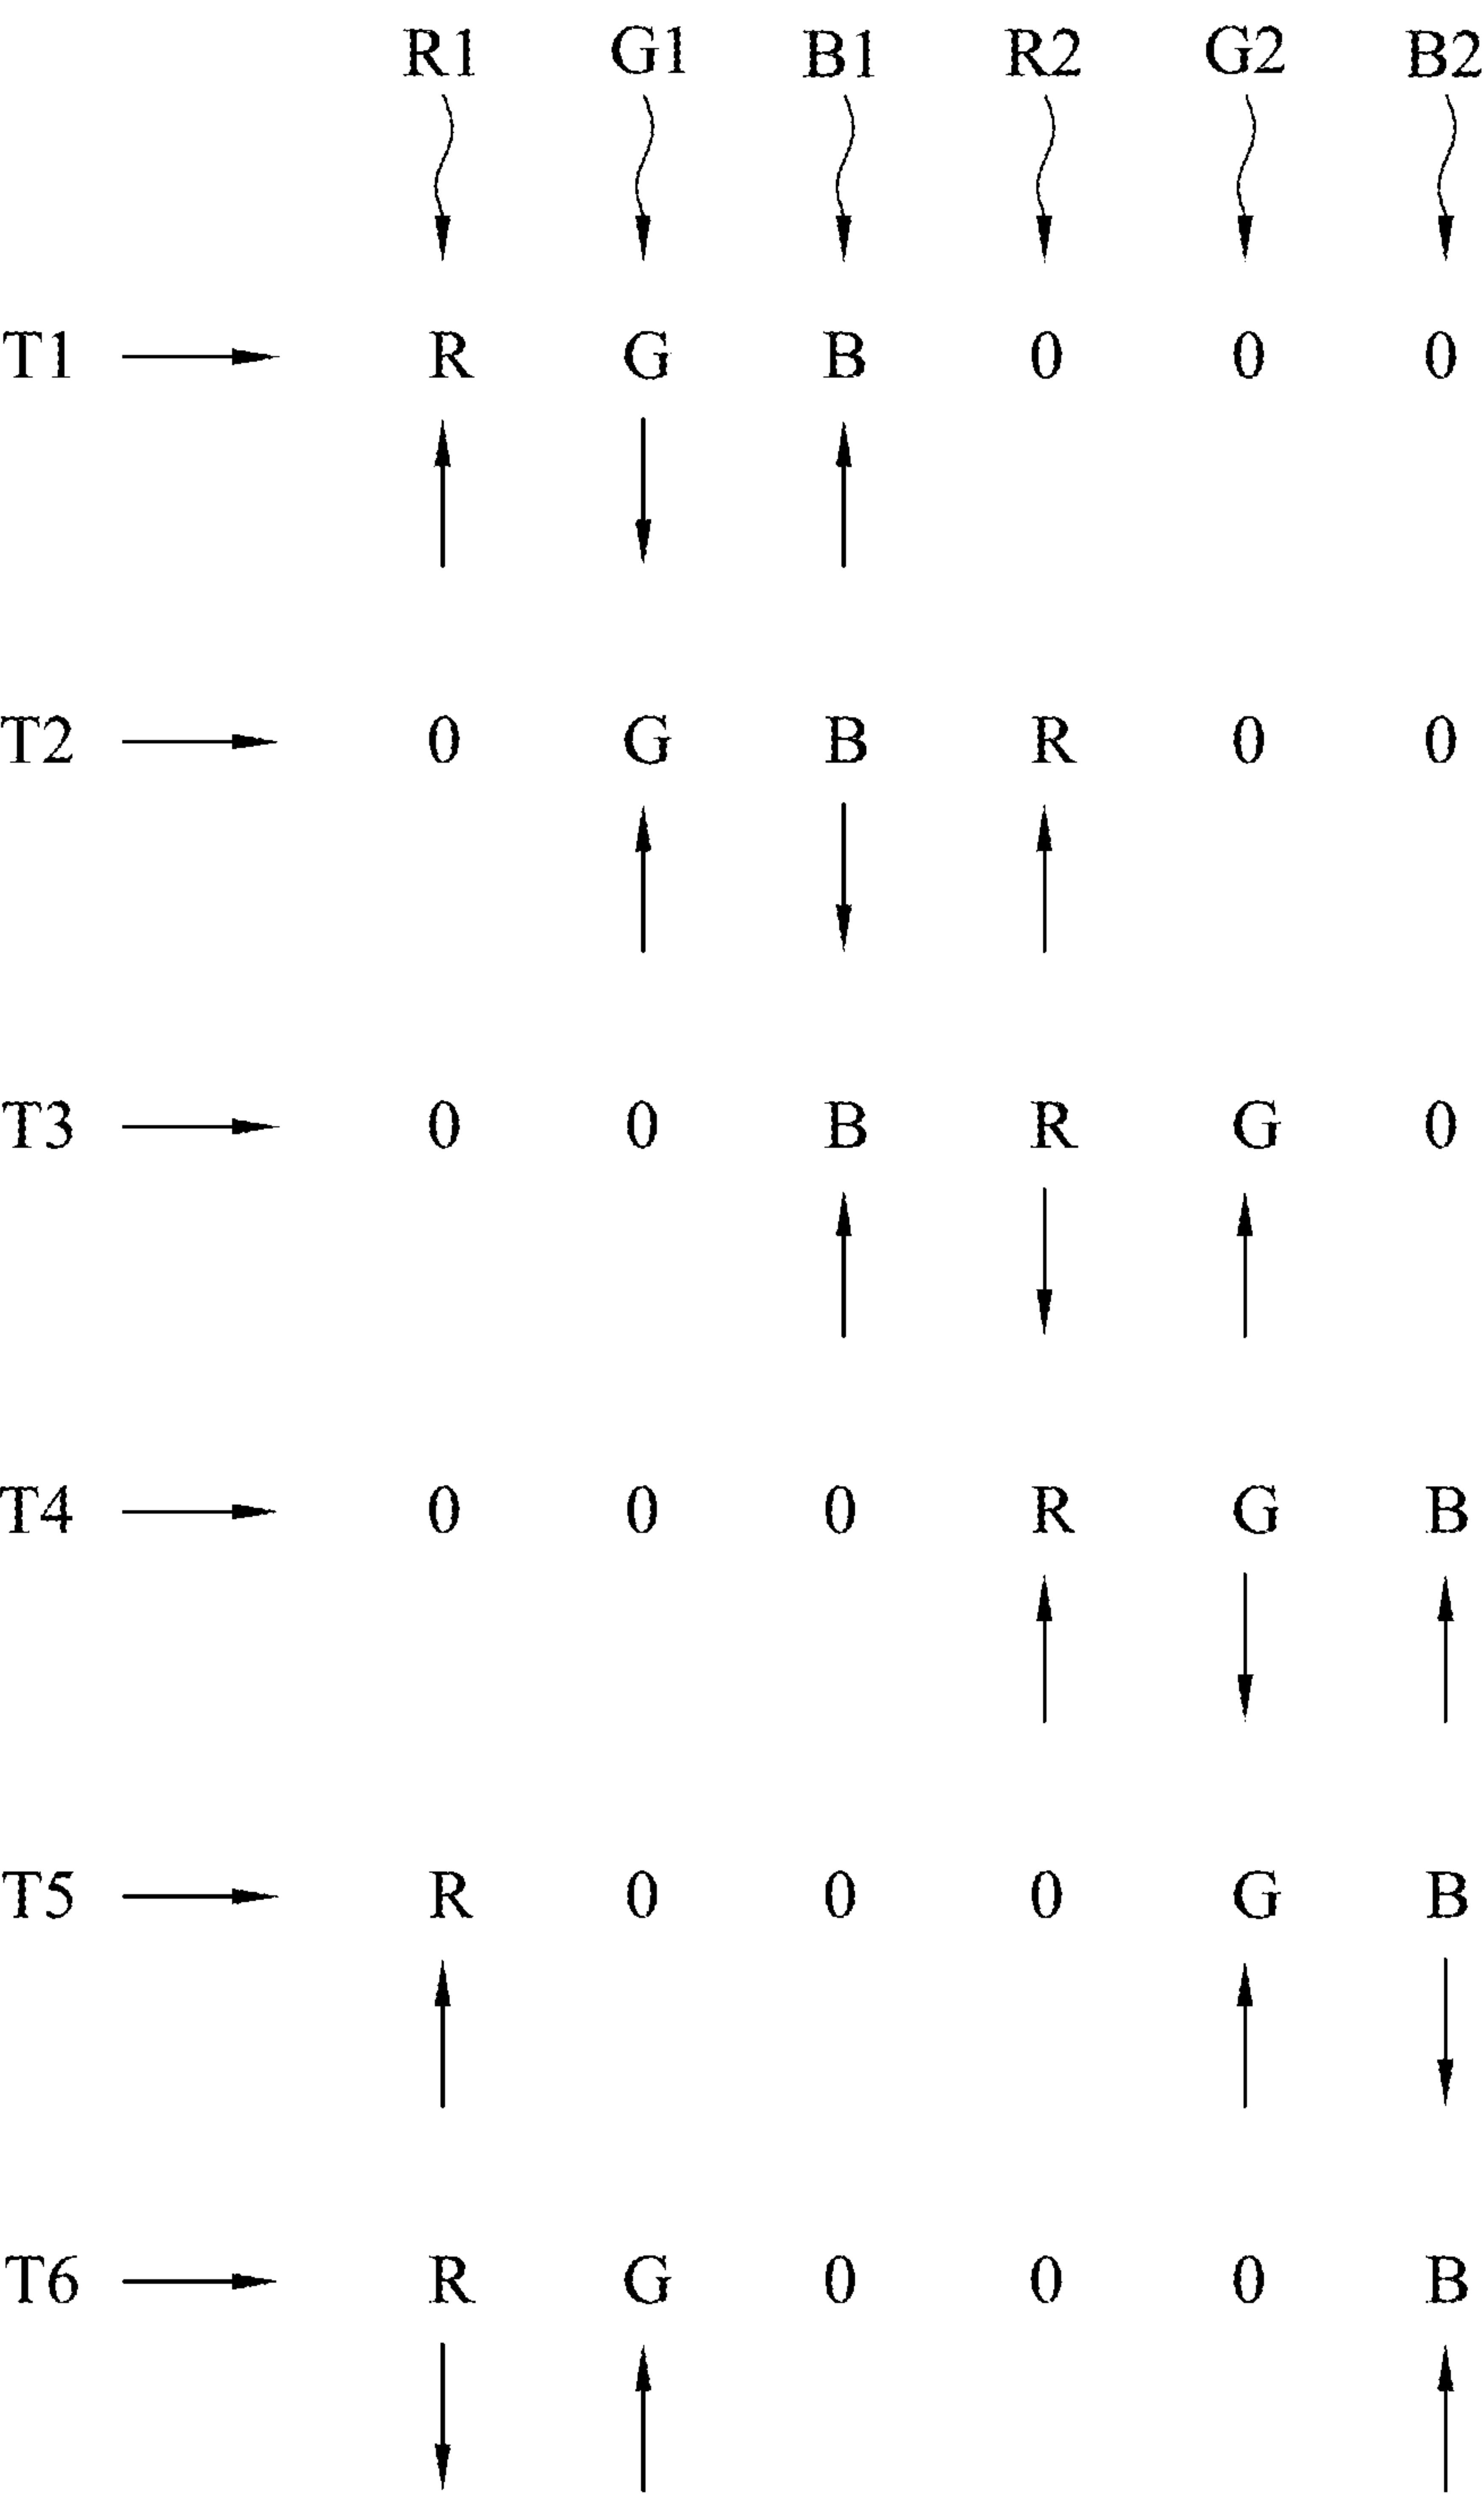 R1 G1 B1 R2 G2 B2
T1 R G B 0 0 0
T2 0 G B R 0 0
T3 0 0 B R G 0
T4 0 0 0 R G B
T5 R 0 0 0 G B
T6 R G 0 0 0 B